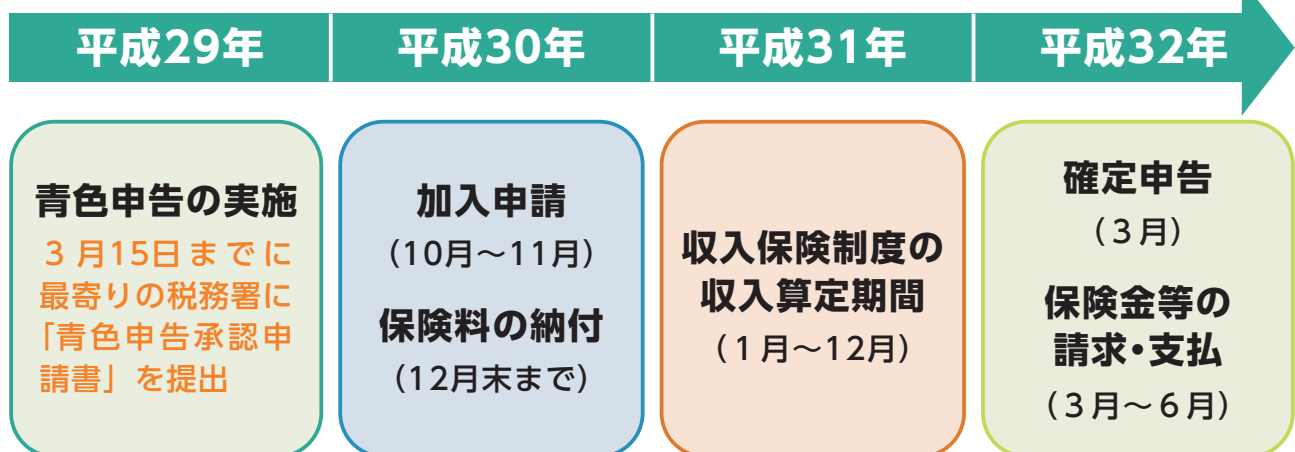 平成29年
平成30年
平成31年
平成32年
青色申告の実施
３月15日までに
最寄りの税務署に
「青色申告承認申
請書」を提出
加入申請
（10月～11月）
保険料の納付
（12月末まで）
収入保険制度の
収入算定期間
（１月～12月）
確定申告
（３月）
保険金等の
請求・支払
（３月～６月）